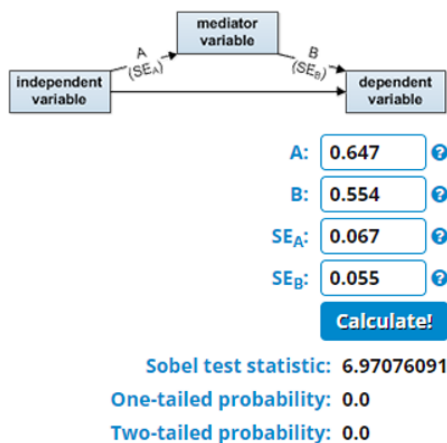 mediator
variable
A
(SEA)
B
(SEB)
independent
variable
dependent
variable
A: 0.647 ?
B: 0.554 ?
SEA: 0.067 ?
SEB: 0.055 ?
Calculate!
Sobel test statistic: 6.97076091
One-tailed probability: 0.0
Two-tailed probability: 0.0